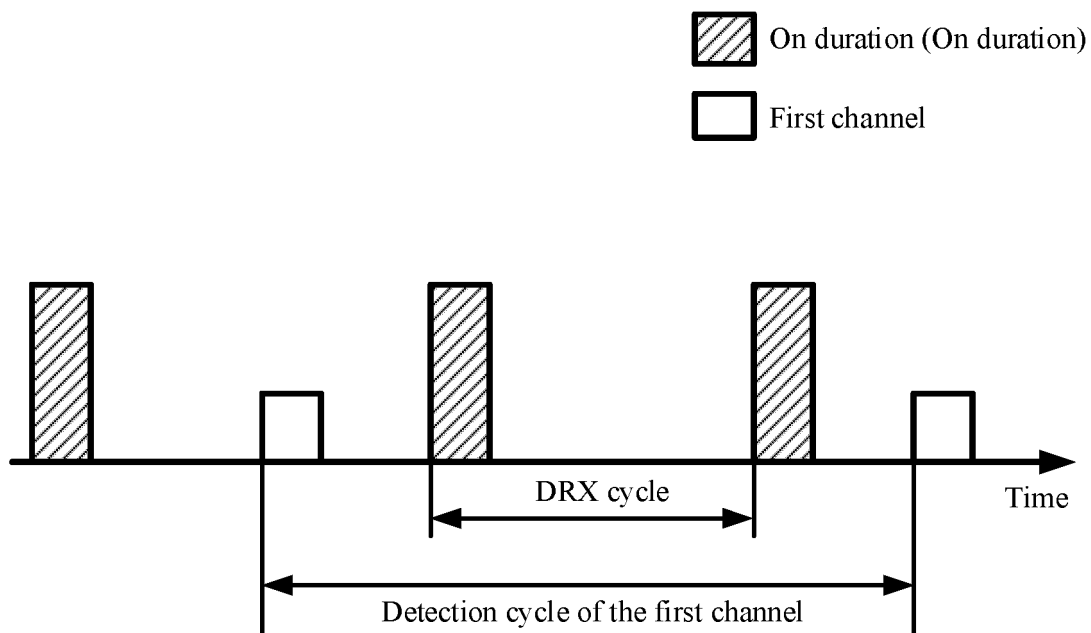 On duration (On duration)
First channel
Time
DRX cycle
Detection cycle of the first channel